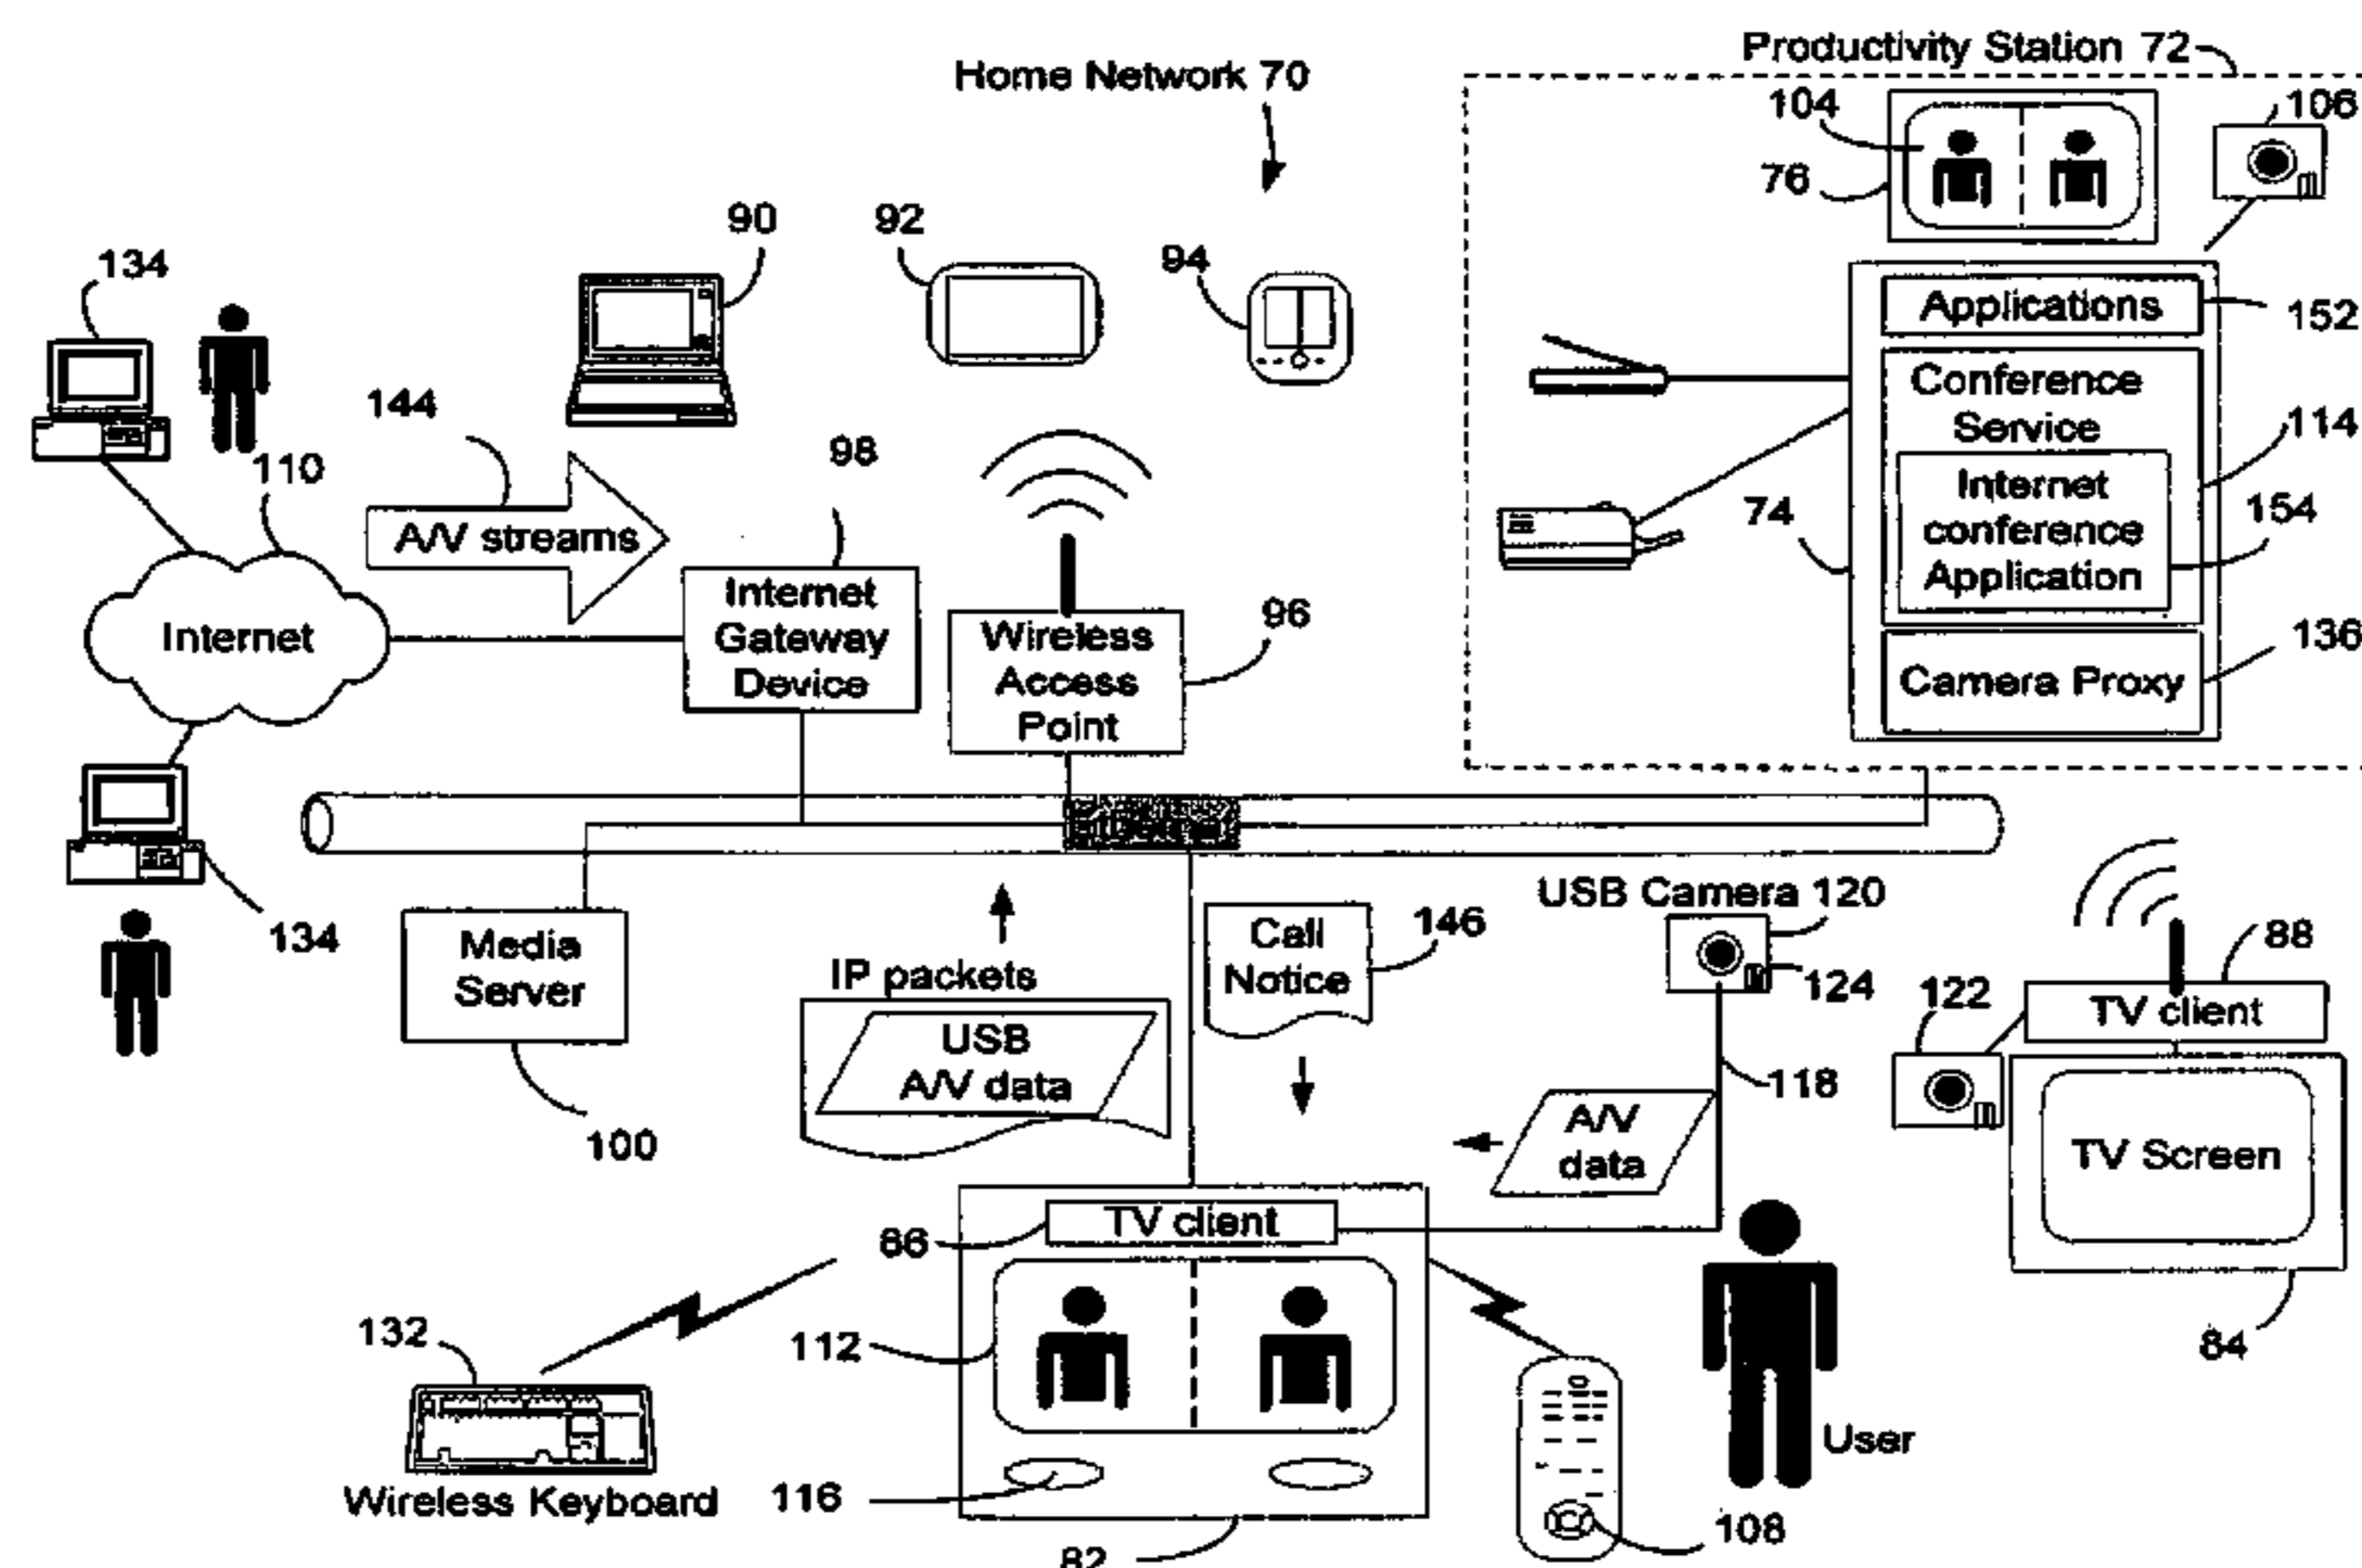 Productivity Station 72
Home Network 70
104
106
76
90
92
94
134
Applications
152
Conference
Service
114
144
98
110
Internet
conference
Application
154
74
A/V streams
Internet
Gateway
Device
Wireless
Access
Point
96
Internet
136
Camera Proxy
USB Camera 120
134
Media
Server
IP packets
Call
Notice
146
124
122
88
TV client
USB
A/V data
118
100
A/V
data
TV Screen
86
TV client
132
112
84
User
Wireless Keyboard
116
108
82